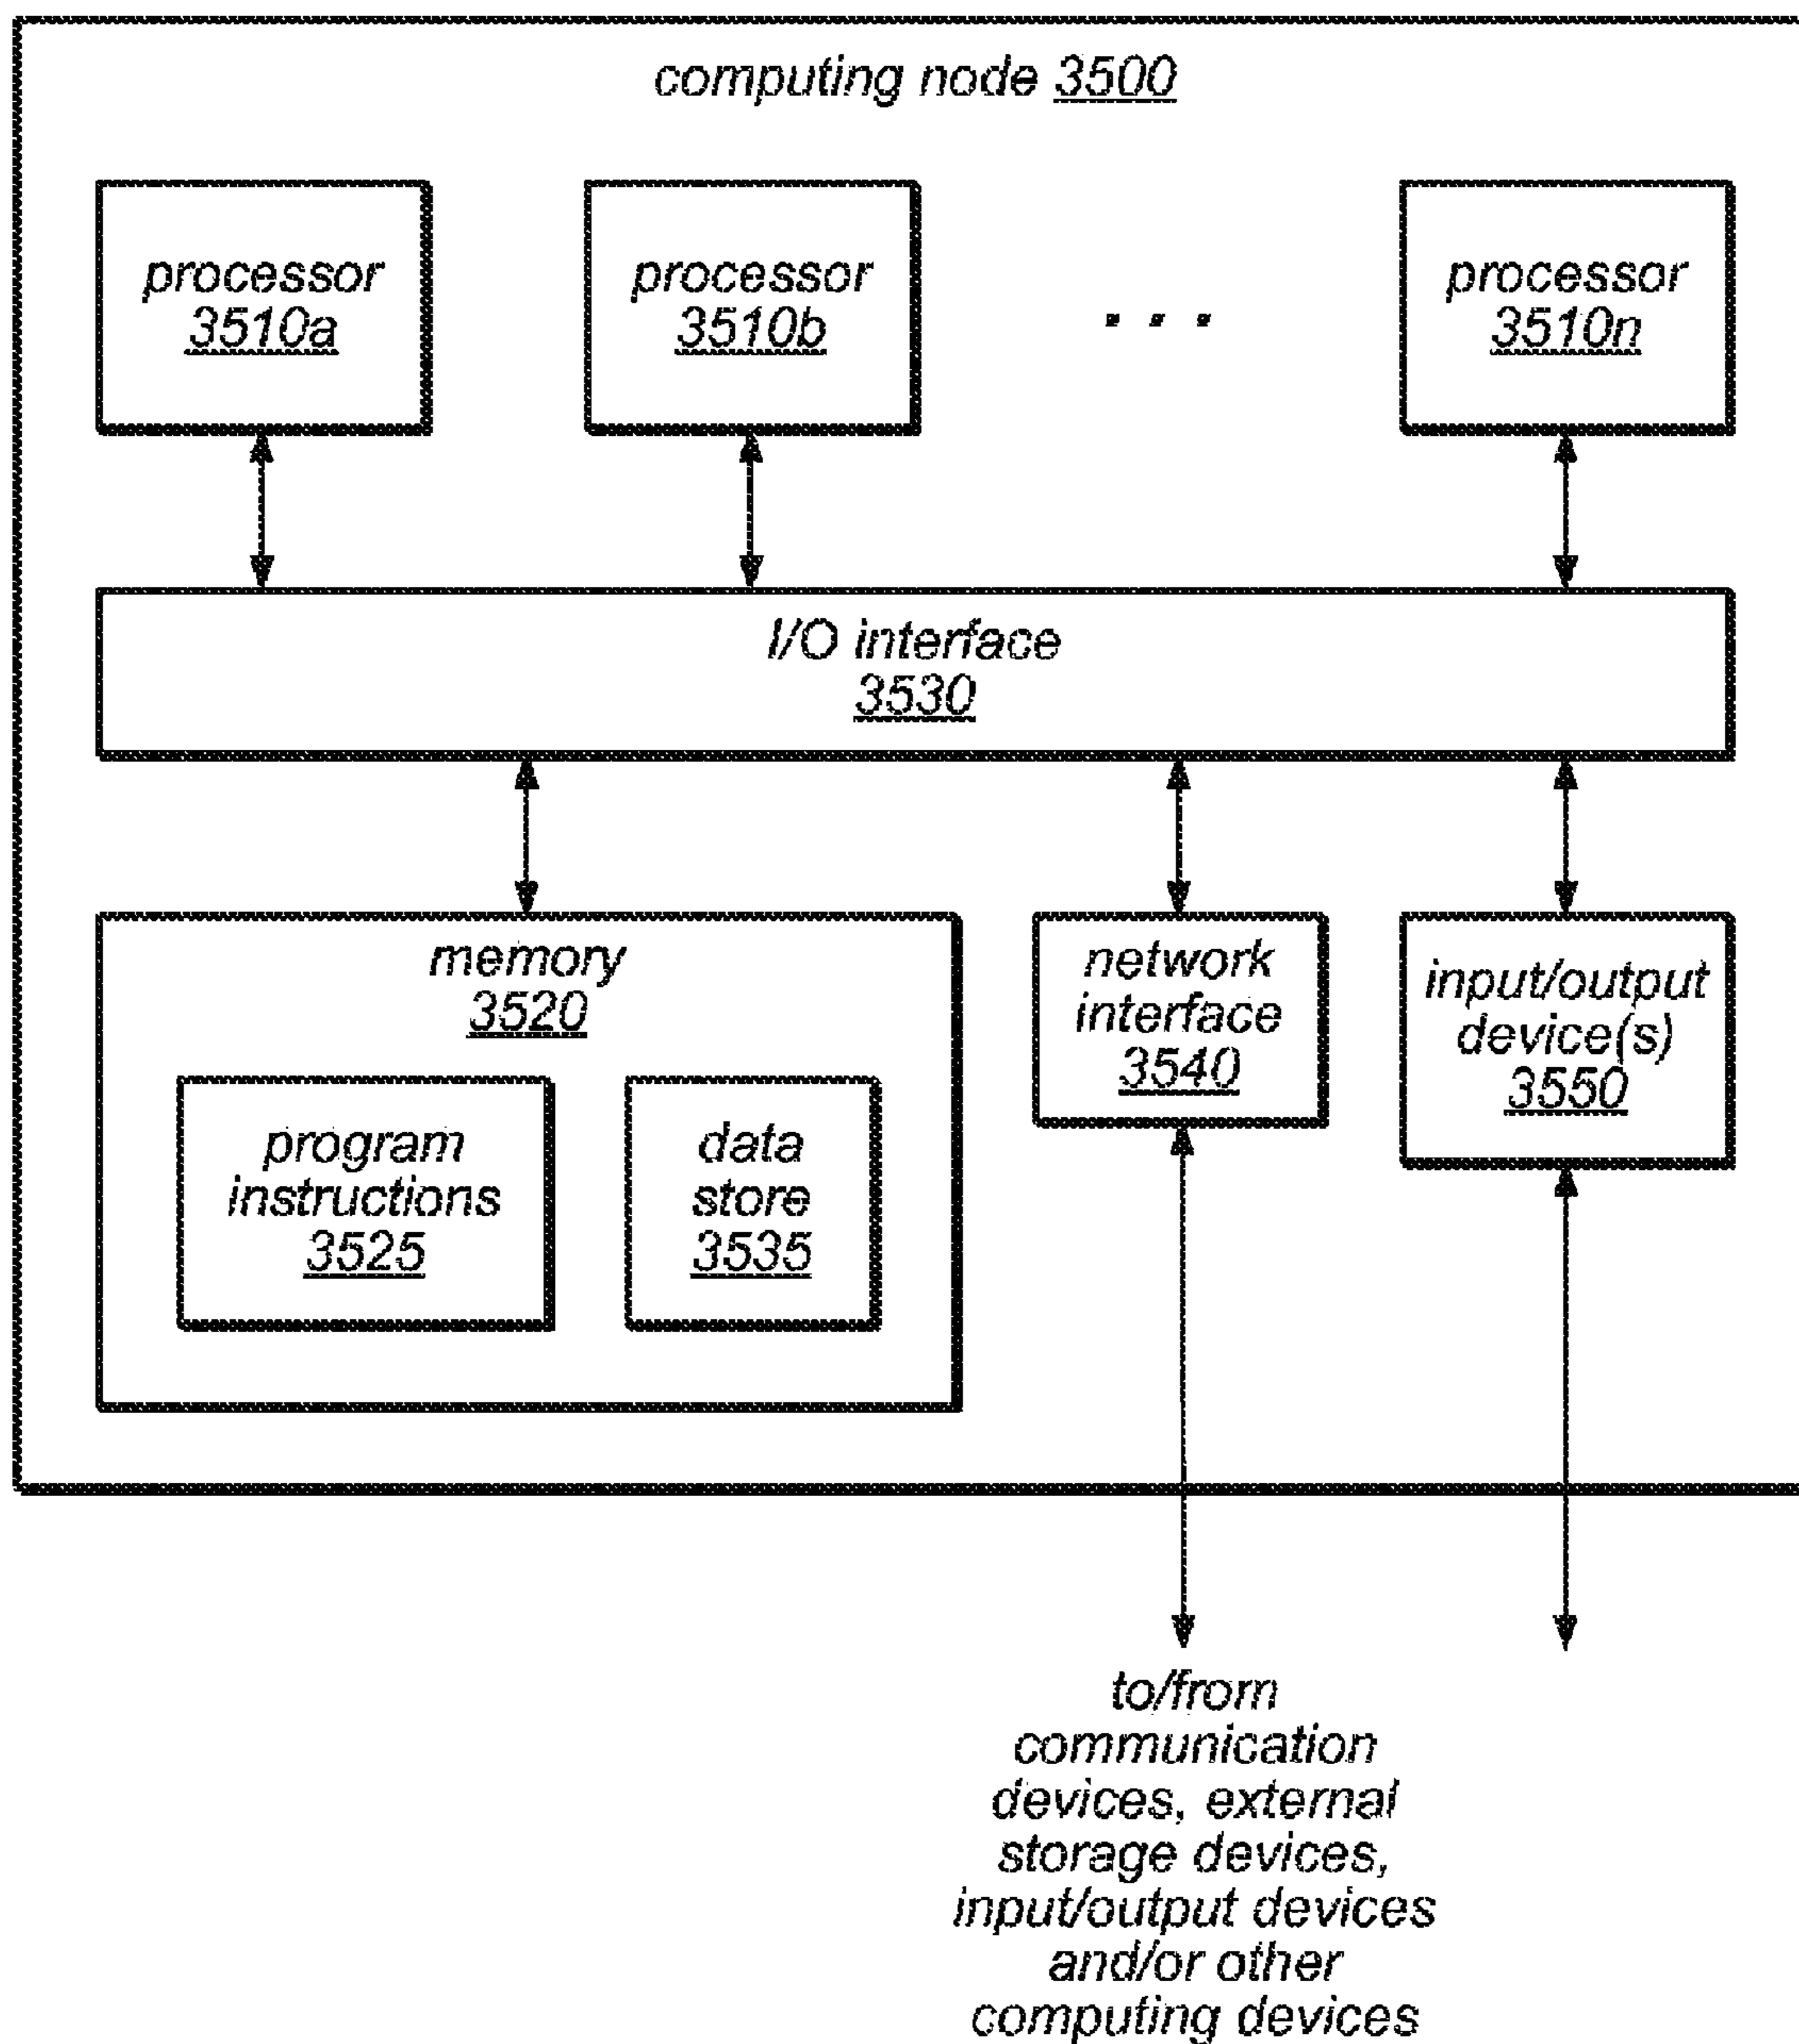 computing node 3500
processor
3510a
processor
3510b
. . .
processor
3510n
I/O interface
3530
memory
3520
program
instructions
3525
data
store
3535
network
interface
3540
input/output
device(s)
3550
to/from
communication
devices, external
storage devices,
input/output devices
and/or other
computing devices